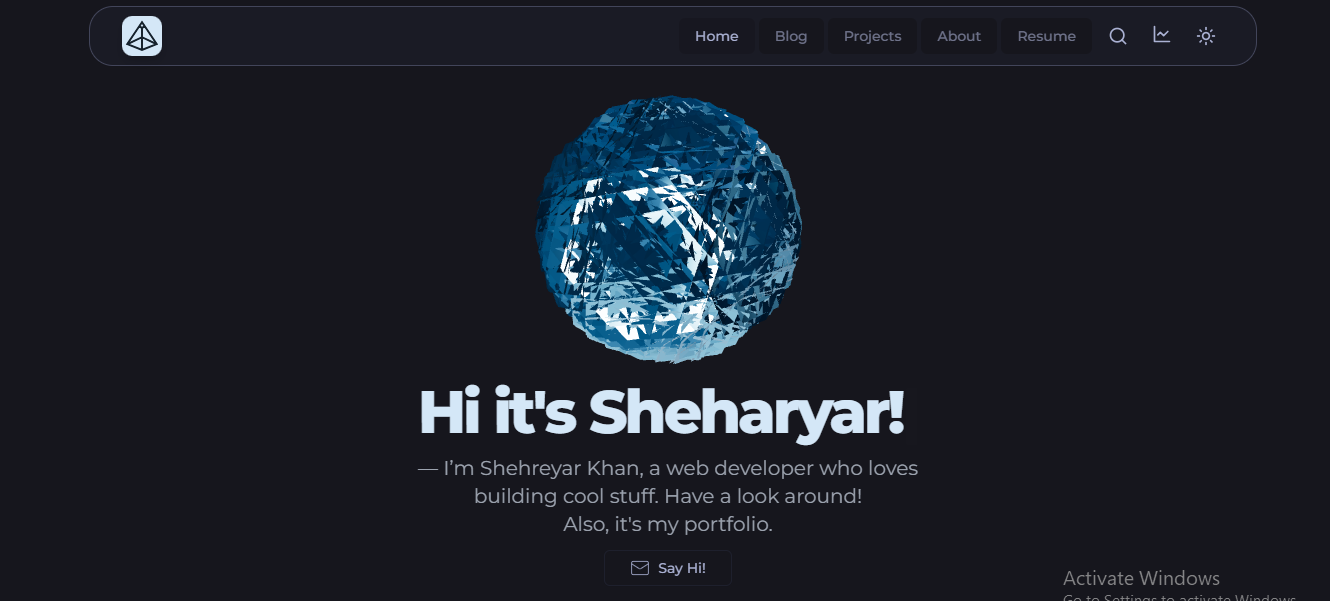 Home Blog Projects About Resume
Hi it's Sheharyar!
— I’m Shehreyar Khan, a web developer who loves
building cool stuff. Have a look around!
Also, it's my portfolio.
Say Hi!
Activate Windows
Go to Settings to activate Windows.